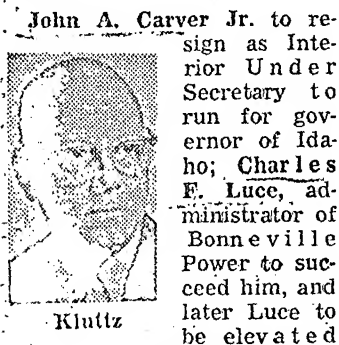 John A. Carver Jr. to re-
sign as Inte-
rior Under
Secretary to
run for gov-
ernor of Ida-
ho; Charles
F. Luce, ad-
ministrator of
Bonneville
Power to suc-
ceed him, and
later Luce to
be elevated
Kluttz